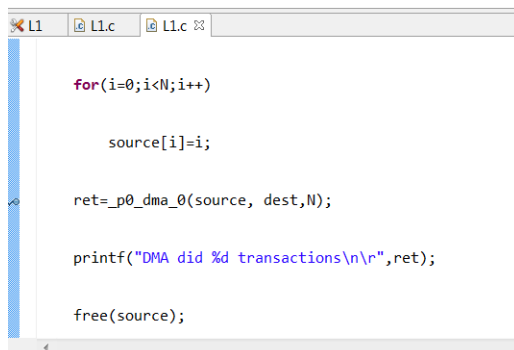 L1
L1.c
L1.c
for(i=0;i<N;i++)
source[i]=i;
ret=_p0_dma_0(source, dest,N);
printf("DMA did %d transactions\n\r",ret);
free(source);